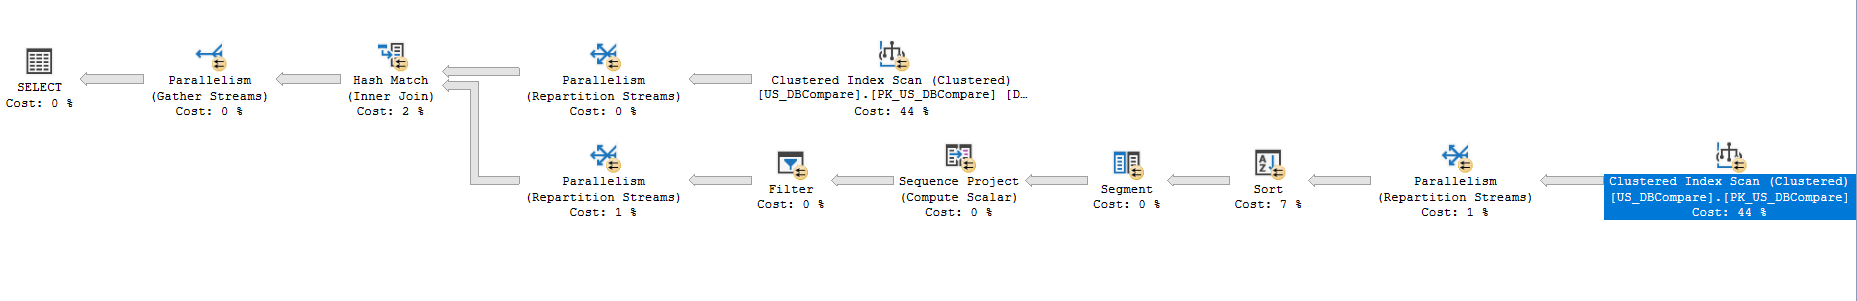 SELECT
Cost: 0 %
Parallelism
(Gather Streams)
Cost: 0 %
Hash Match
(Inner Join)
Cost: 2 %
Parallelism
(Repartition Streams)
Cost: 0 %
Clustered Index Scan (Clustered)
[US_DBCompare].[PK_US_DBCompare] [D…
Cost: 44 %
Parallelism
(Repartition Streams)
Cost: 1 %
Filter
Cost: 0 %
Sequence Project
(Compute Scalar)
Cost: 0 %
Segment
Cost: 0 %
Sort
Cost: 7 %
Parallelism
(Repartition Streams)
Cost: 1 %
Clustered Index Scan (Clustered)
[US_DBCompare].[PK_US_DBCompare]
Cost: 44 %